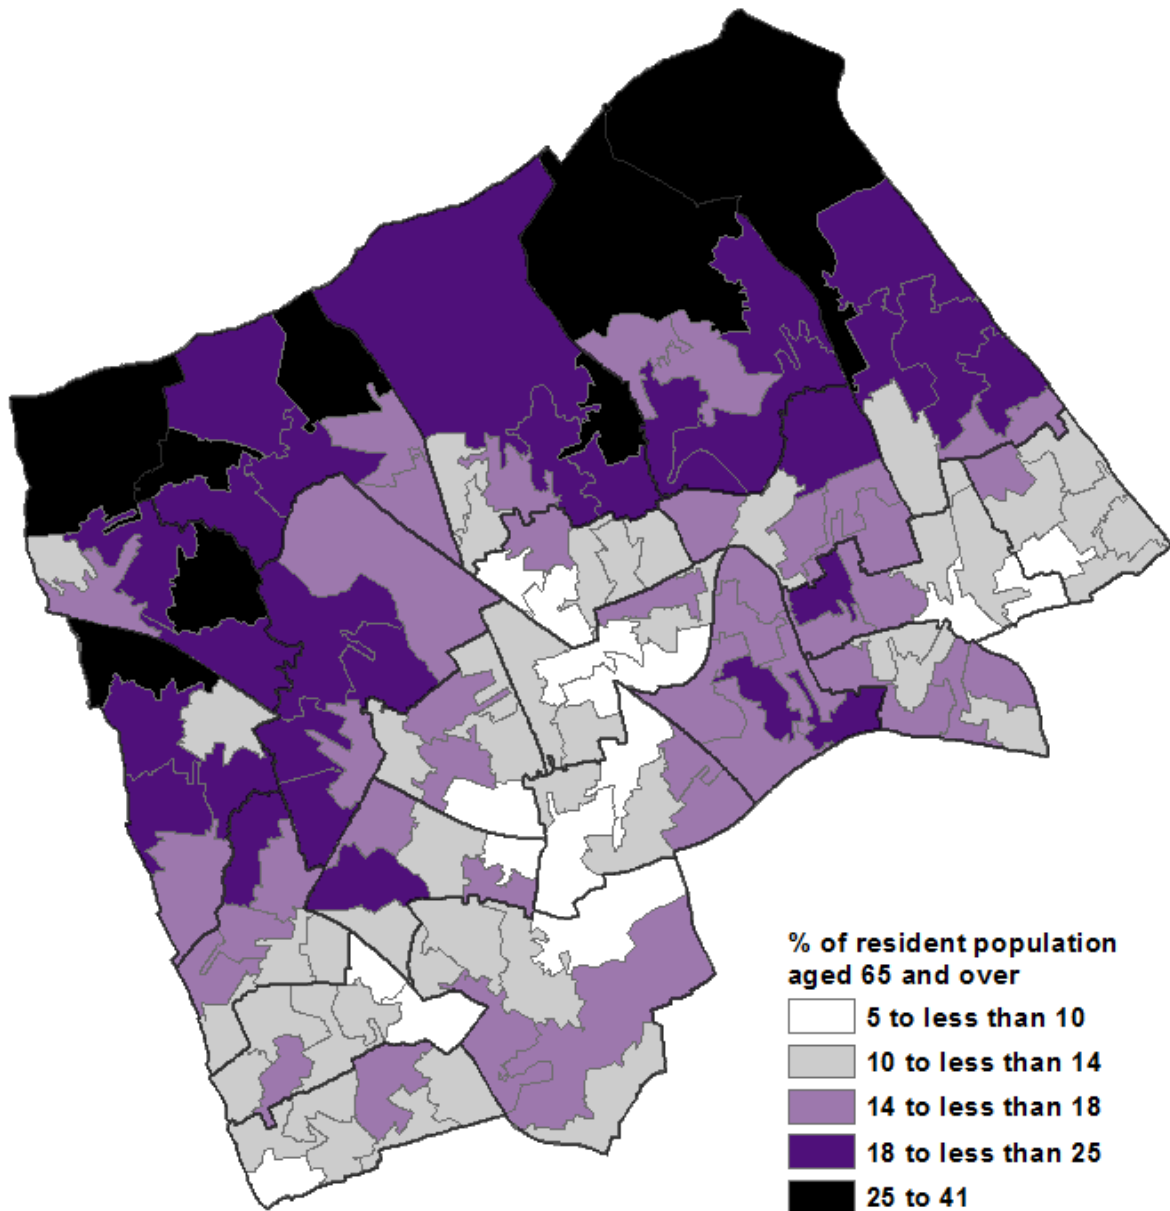 % of resident population
aged 65 and over
5 to less than 10
10 to less than 14
14 to less than 18
18 to less than 25
25 to 41